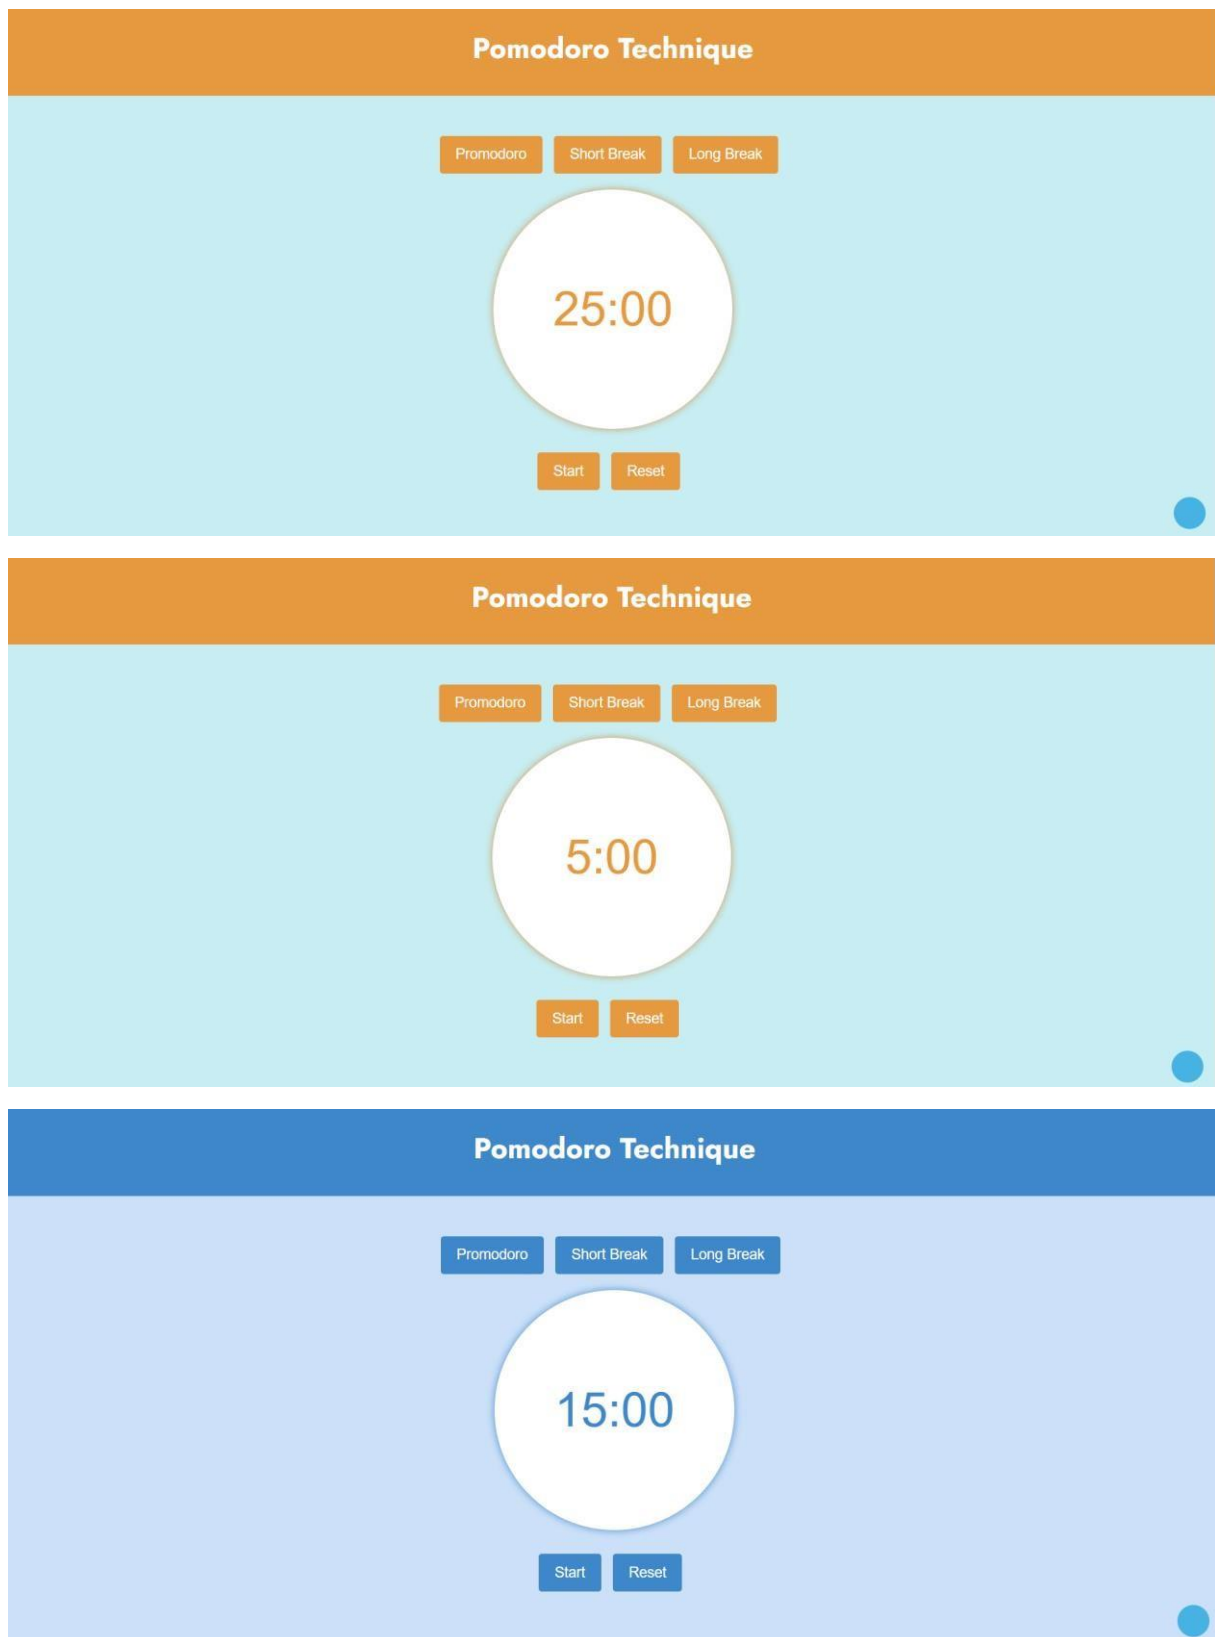 Pomodoro Technique
Promodoro Short Break Long Break
25:00
Start Reset
Pomodoro Technique
Promodoro Short Break Long Break
5:00
Start Reset
Pomodoro Technique
Promodoro Short Break Long Break
15:00
Start Reset